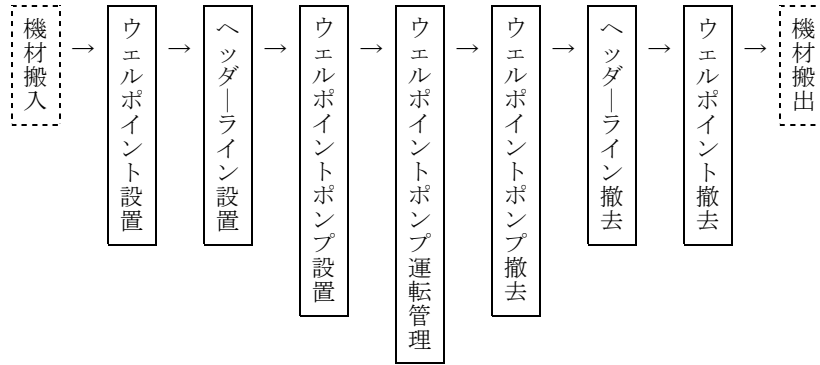 機材搬入
→
ウェルポイント設置
→
ヘッダーライン設置
→
ウェルポイントポンプ設置
→
ウエルポイントポンプ運転管理
→
ウェルポイントポンプ撤去
→
ヘッダーライン撤去
→
ウェルポイント撤去
→
機材搬出